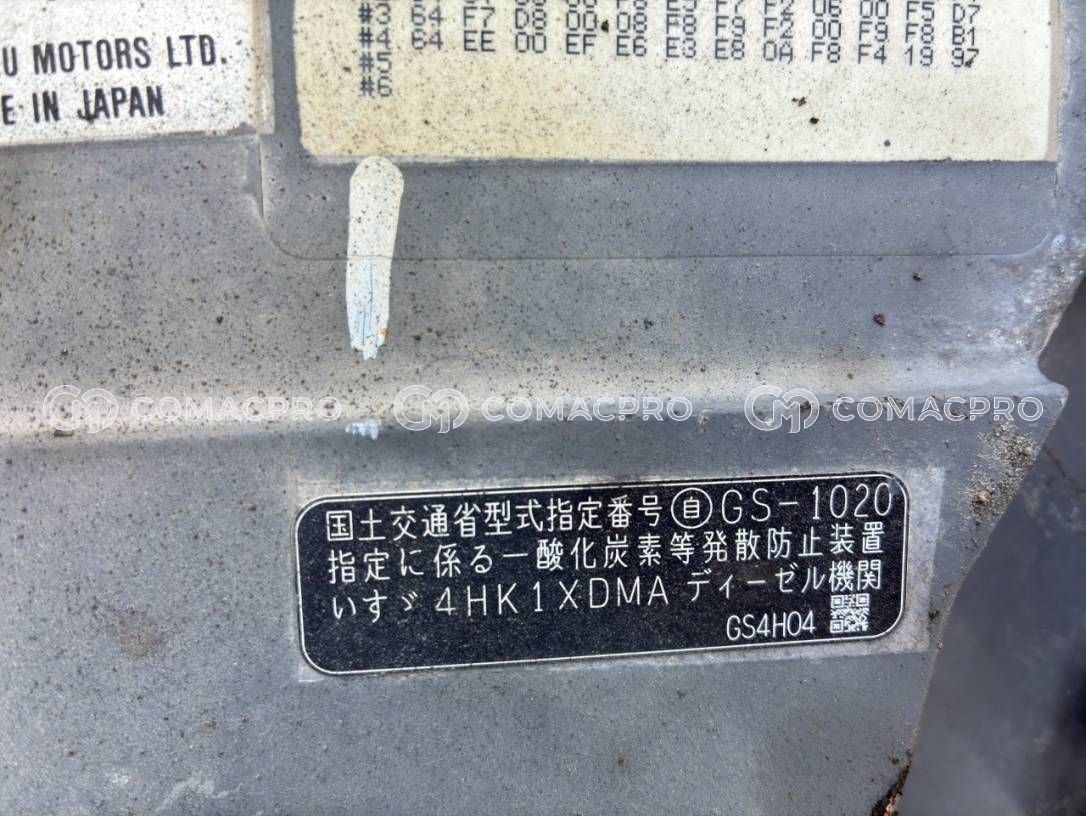 U MOTORS LTD.
E IN JAPAN
#3 64 F7 D8 00 08 F8 F9 F2 06 00 F5 D7
#4 64 EE 00 EF E6 E3 E8 0A F8 F4 19 97
#5
#6
COMACPRO COMACPRO COMACPRO
国土交通省型式指定番号 自 GS-1020
指定に係る一酸化炭素等発散防止装置
いすゞ 4HK1XDMA ディーゼル機関
GS4H04